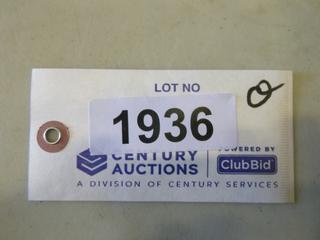 LOT NO
1936
CENTURY
AUCTIONS
POWERED BY
ClubBid
A DIVISION OF CENTURY SERVICES